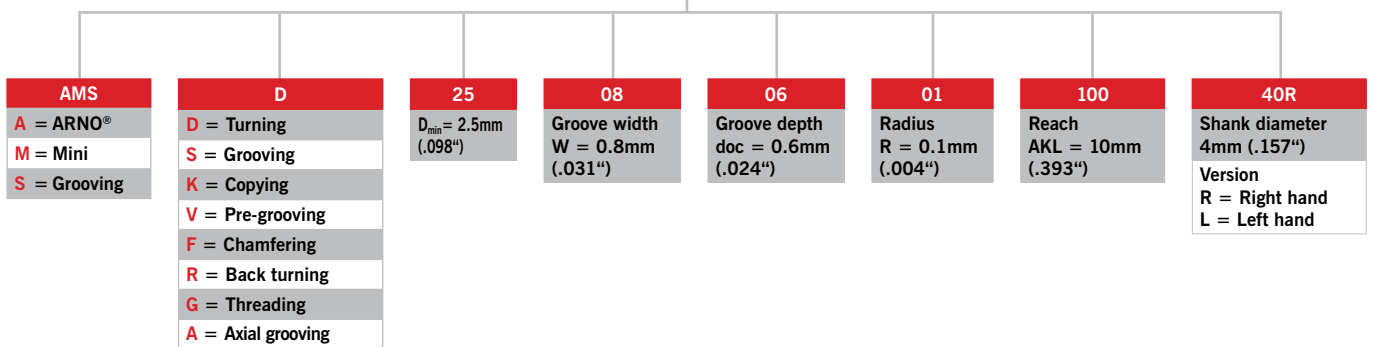 AMS
A = ARNO®
M = Mini
S = Grooving
D
D = Turning
S = Grooving
K = Copying
V = Pre-grooving
F = Chamfering
R = Back turning
G = Threading
A = Axial grooving
25
Dmin= 2.5mm
(.098“)
08
Groove width
W = 0.8mm
(.031“)
06
Groove depth
doc = 0.6mm
(.024“)
01
Radius
R = 0.1mm
(.004“)
100
Reach
AKL = 10mm
(.393“)
40R
Shank diameter
4mm (.157“)
Version
R = Right hand
L = Left hand